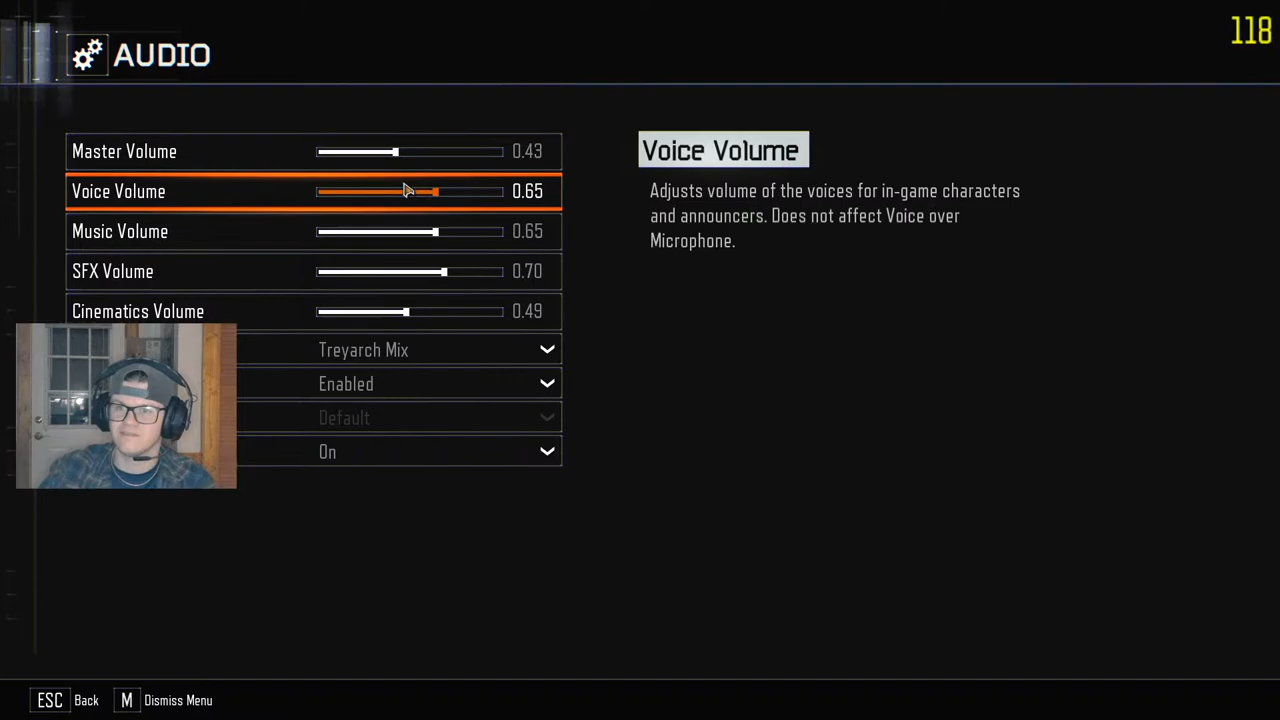 118
AUDIO
Master Volume 0.43
Voice Volume 0.65
Music Volume 0.65
SFX Volume 0.70
Cinematics Volume 0.49
Treyarch Mix
Enabled
Default
On
Voice Volume
Adjusts volume of the voices for in-game characters
and announcers. Does not affect Voice over
Microphone.
ESC Back M Dismiss Menu